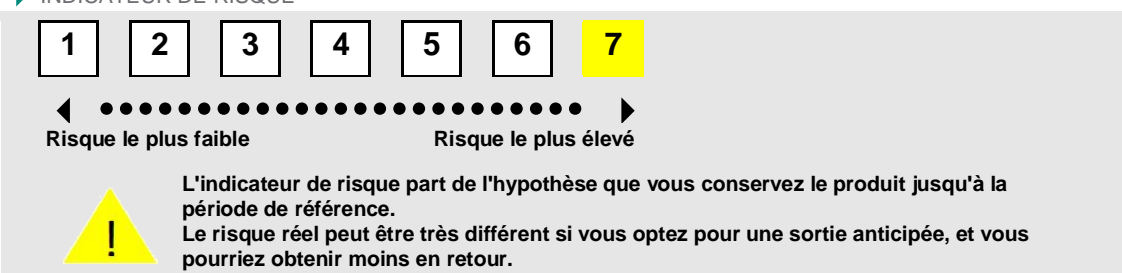 INDICATEUR DE RISQUE
1 2 3 4 5 6 7
Risque le plus faible Risque le plus élevé
L'indicateur de risque part de l'hypothèse que vous conservez le produit jusqu'à la
période de référence.
Le risque réel peut être très différent si vous optez pour une sortie anticipée, et vous
pourriez obtenir moins en retour.
!